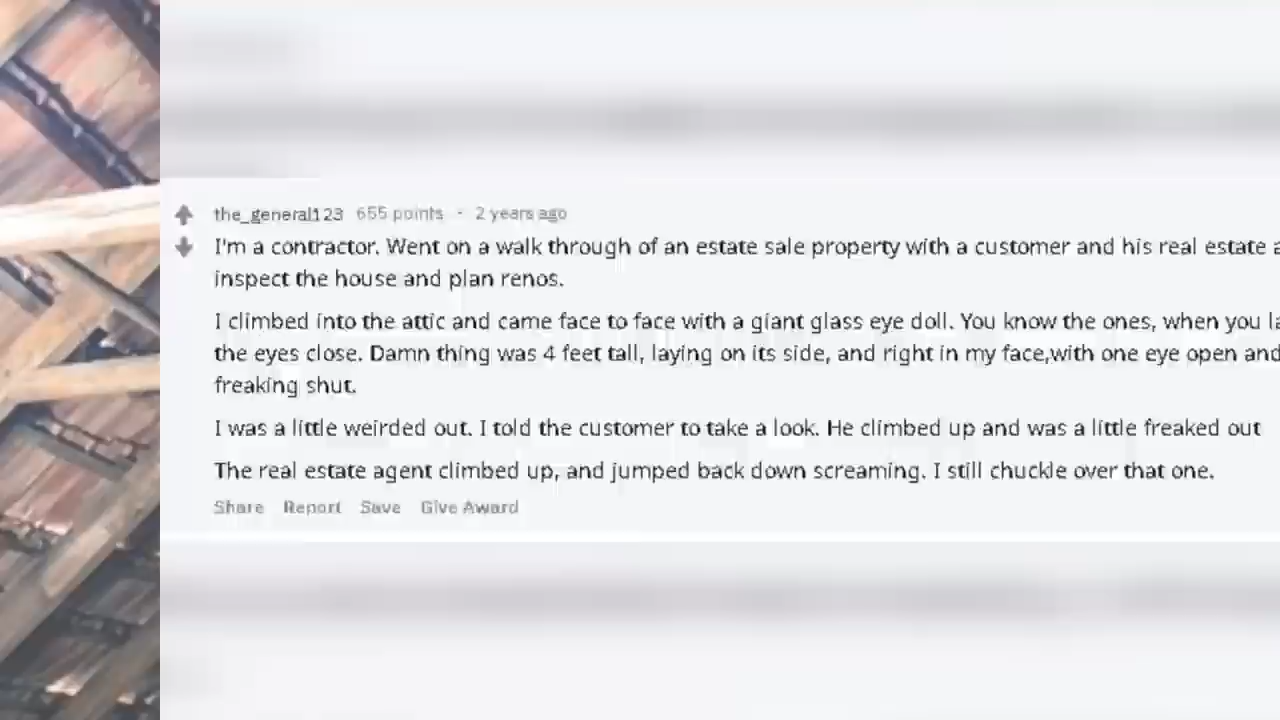 the_general123 655 points · 2 years ago
I'm a contractor. Went on a walk through of an estate sale property with a customer and his real estate
inspect the house and plan renos.
I climbed into the attic and came face to face with a giant glass eye doll. You know the ones, when you
the eyes close. Damn thing was 4 feet tall, laying on its side, and right in my face,with one eye open and
freaking shut.
I was a little weirded out. I told the customer to take a look. He climbed up and was a little freaked out
The real estate agent climbed up, and jumped back down screaming. I still chuckle over that one.
Share Report Save Give Award